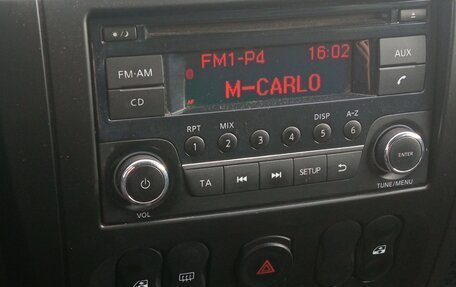 FM1-P4 16:02
M-CARLO
FM·AM
CD
AUX
RPT MIX DISP A-Z
1 2 3 4 5 6
TA SETUP
VOL
ENTER
TUNE/MENU